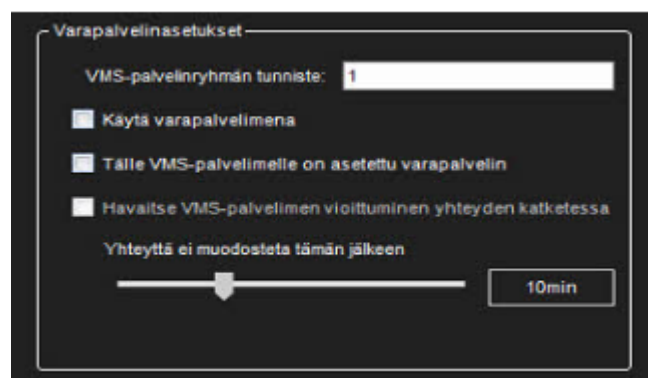 Varapalvelinasetukset
VMS-palvelinryhmän tunniste: 1
Käytä varapalvelimena
Tälle VMS-palvelimelle on asetettu varapalvelin
Havaitse VMS-palvelimen vioittuminen yhteyden katketessa
Yhteyttä ei muodosteta tämän jälkeen
10min